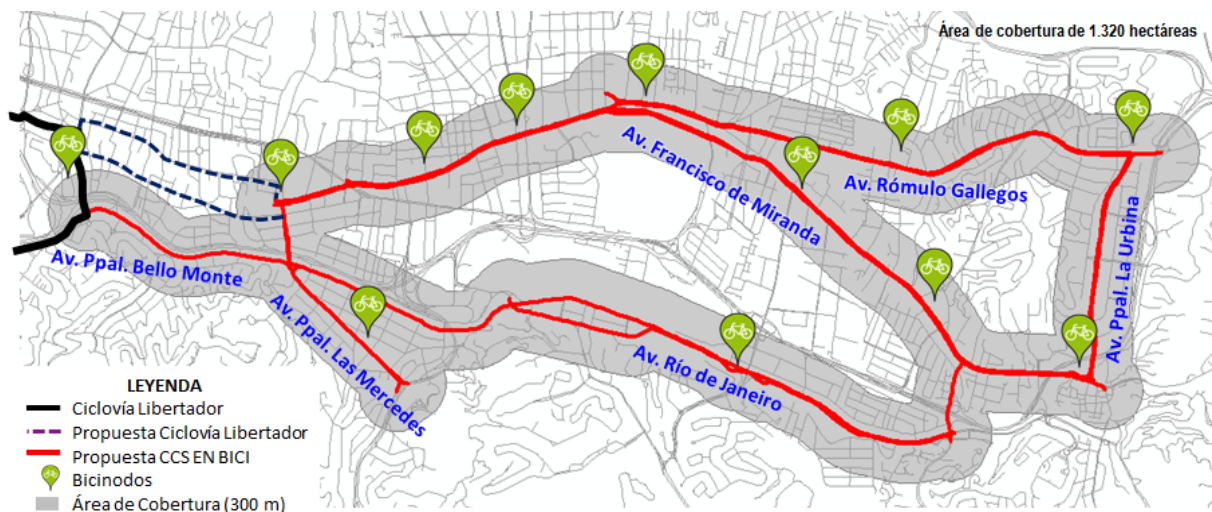 Área de cobertura de 1.320 hectáreas
Av. Francisco de Miranda
Av. Rómulo Gallegos
Av. Ppal. La Urbina
Av. Ppal. Bello Monte
Av. Ppal. Las Mercedes
Av. Río de Janeiro
LEYENDA
Ciclovía Libertador
Propuesta Ciclovía Libertador
Propuesta CCS EN BICI
Bicinodos
Área de Cobertura (300 m)